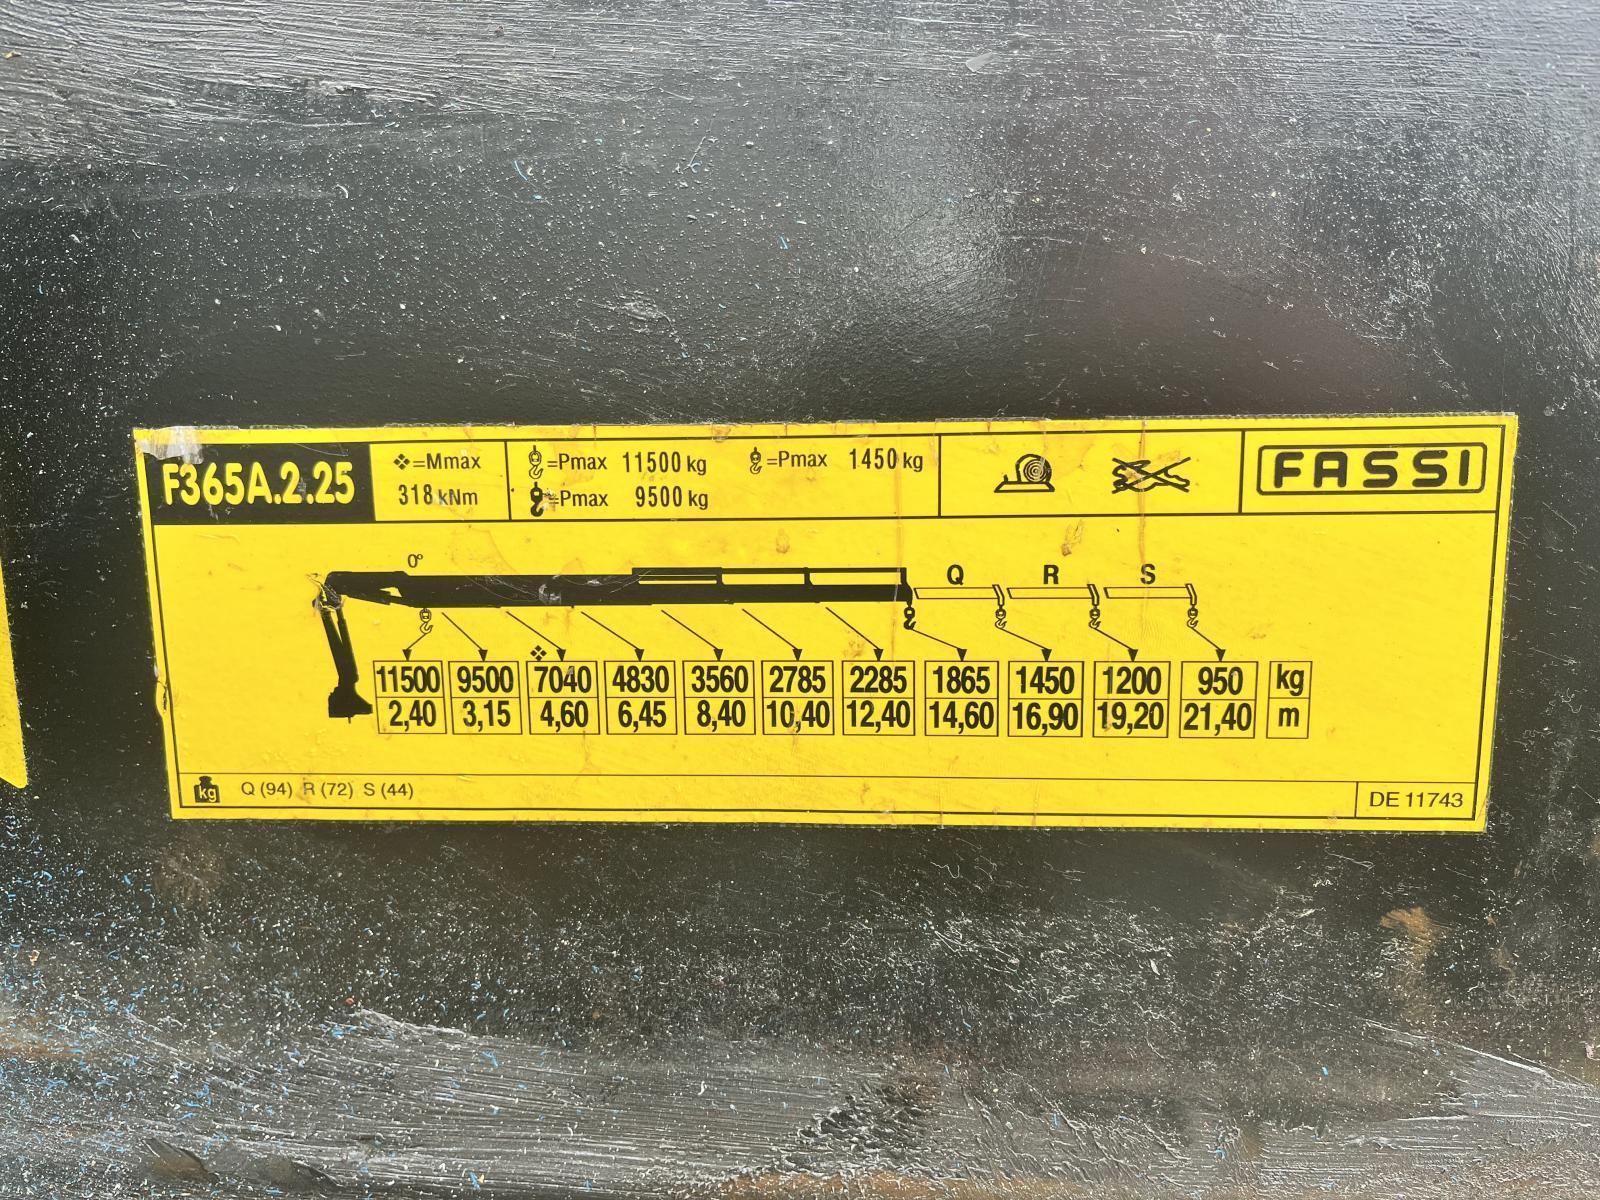 F365A.2.25
❖=Mmax
318 kNm
=Pmax 11500 kg
=Pmax 9500 kg
=Pmax 1450 kg
FASSI
0°
Q R S
❖
11500 9500 7040 4830 3560 2785 2285 1865 1450 1200 950 kg
2,40 3,15 4,60 6,45 8,40 10,40 12,40 14,60 16,90 19,20 21,40 m
kg Q (94) R (72) S (44)
DE 11743